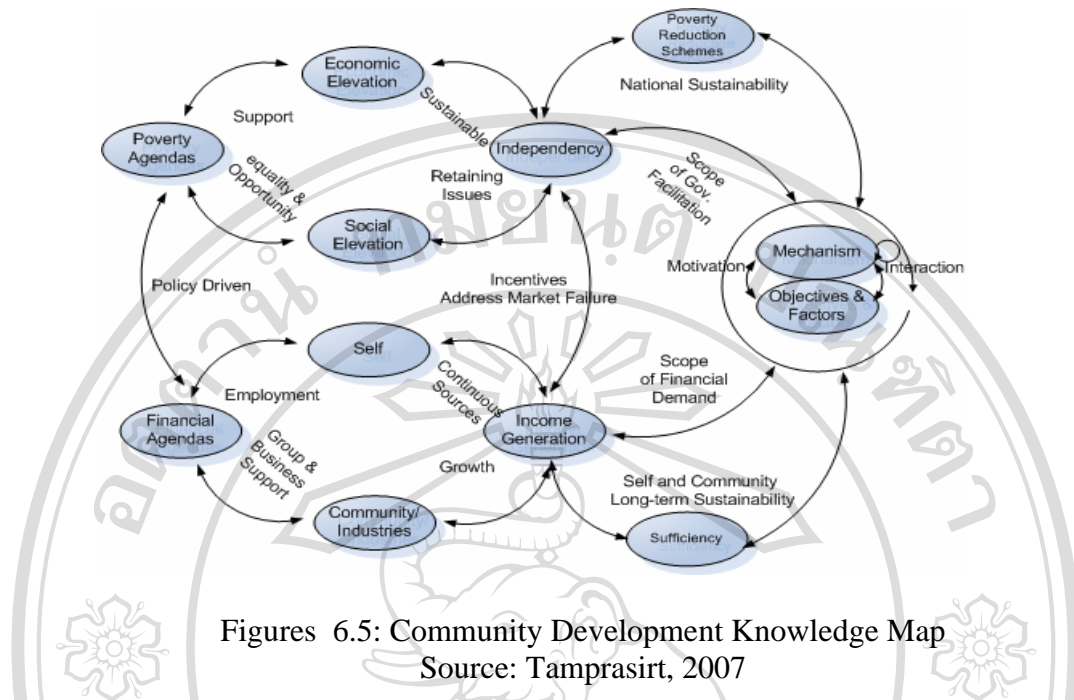 Poverty
Reduction
Schemes
National Sustainability
Economic
Elevation
Support
Sustainable
Poverty
Agendas
Independency
equality &
Opportunity
Retaining
Issues
Scope
of Gov.
Facilitation
Social
Elevation
Mechanism
Motivation
Interaction
Objectives &
Factors
Policy Driven
Incentives
Address Market Failure
Self
Employment
Continuous
Sources
Scope
of Financial
Demand
Financial
Agendas
Income
Generation
Group &
Business
Support
Growth
Community/
Industries
Self and Community
Long-term Sustainability
Sufficiency
Figures 6.5: Community Development Knowledge Map
Source: Tamprasirt, 2007